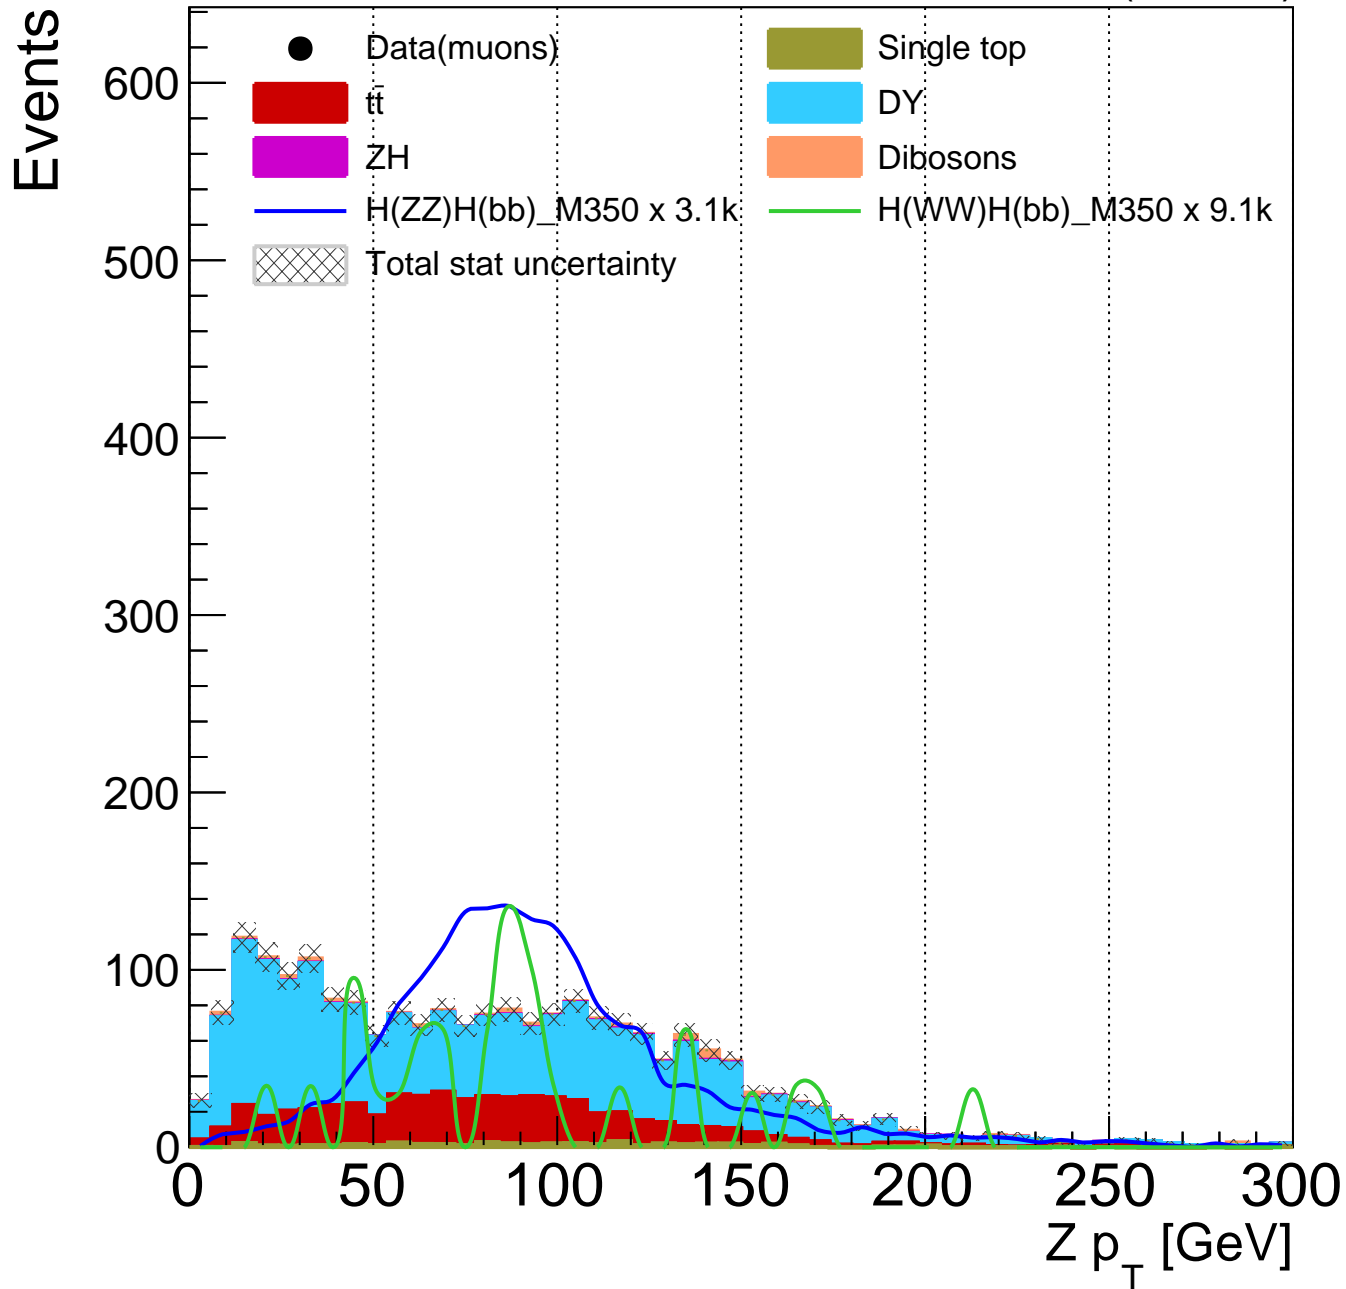 Events
Data(muons)
Single top
tt̄
DY
ZH
Dibosons
H(ZZ)H(bb)_M350 x 3.1k
H(WW)H(bb)_M350 x 9.1k
Total stat uncertainty
600
500
400
300
200
100
0
0 50 100 150 200 250 300
Z p_T [GeV]